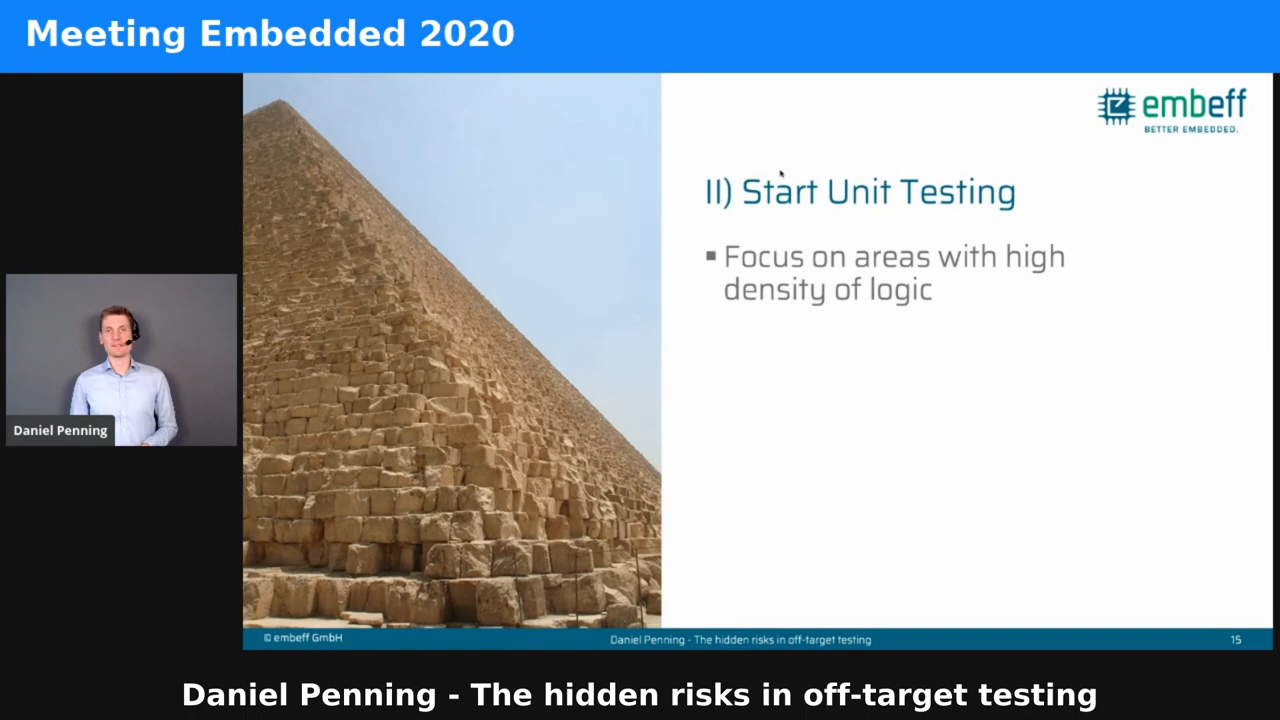 Meeting Embedded 2020
embeff
BETTER EMBEDDED.
II) Start Unit Testing
▪ Focus on areas with high
density of logic
Daniel Penning
© embeff GmbH
Daniel Penning - The hidden risks in off-target testing
15
Daniel Penning - The hidden risks in off-target testing